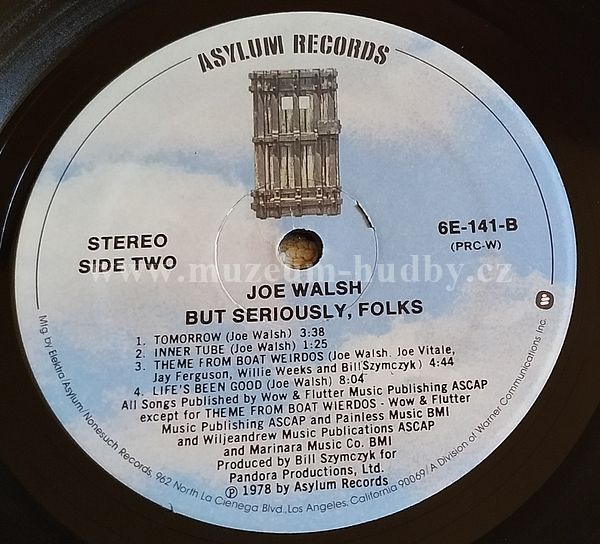 ASYLUM RECORDS
STEREO
SIDE TWO
6E-141-B
(PRC-W)
www.muzeum-hudby.cz
JOE WALSH
BUT SERIOUSLY, FOLKS
1. TOMORROW (Joe Walsh) 3:38
2. INNER TUBE (Joe Walsh) 1:25
3. THEME FROM BOAT WEIRDOS (Joe Walsh, Joe Vitale,
Jay Ferguson, Willie Weeks and Bill Szymczyk) 4:44
4. LIFE'S BEEN GOOD (Joe Walsh) 8:04
All Songs Published by Wow & Flutter Music Publishing ASCAP
except for THEME FROM BOAT WIERDOS - Wow & Flutter
Music Publishing ASCAP and Painless Music BMI
and Wiljeandrew Music Publications ASCAP
and Marinara Music Co. BMI
Produced by Bill Szymczyk for
Pandora Productions, Ltd.
Ⓟ 1978 by Asylum Records
Mfg. by Elektra/Asylum/Nonesuch Records, 962 North La Cienega Blvd., Los Angeles, California 90069/A Division of Warner Communications Inc.